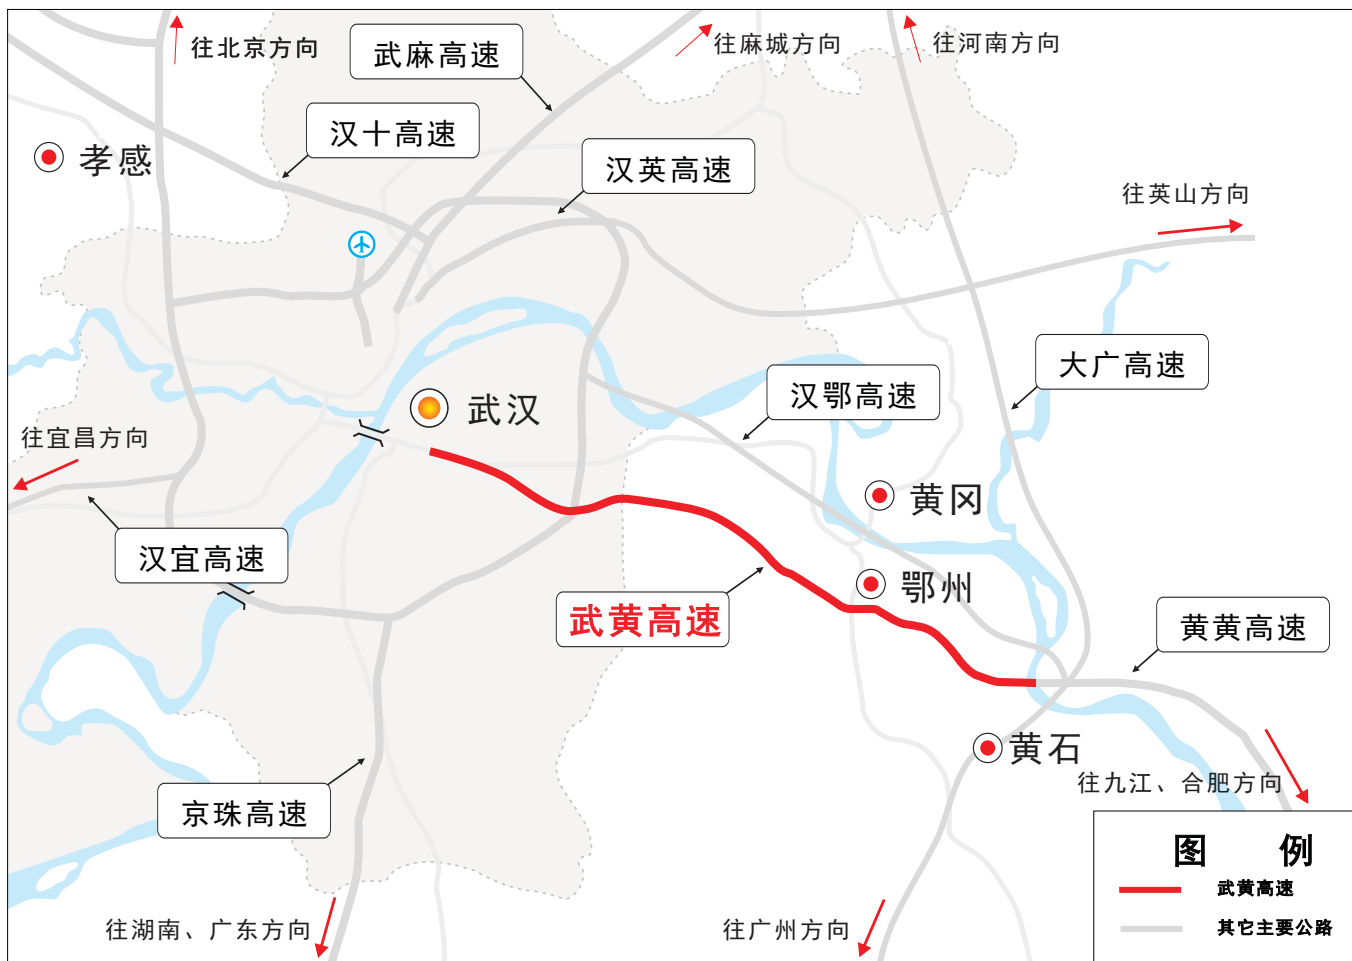 往北京方向
武麻高速
往麻城方向
往河南方向
汉十高速
孝感
汉英高速
往英山方向
大广高速
汉鄂高速
武汉
往宜昌方向
黄冈
汉宜高速
鄂州
武黄高速
黄黄高速
黄石
往九江、合肥方向
京珠高速
图 例
武黄高速
其它主要公路
往湖南、广东方向
往广州方向